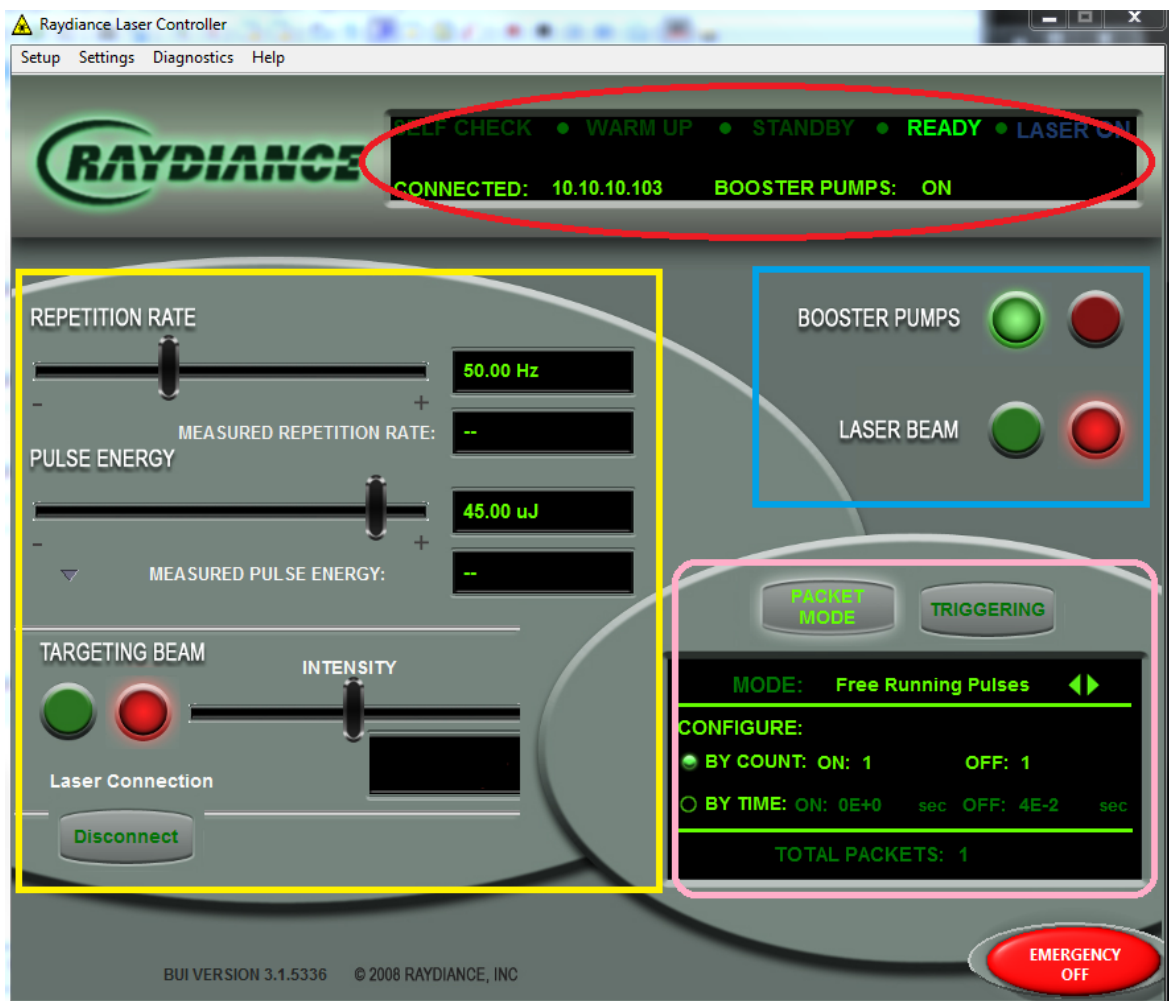 Raydiance Laser Controller
Setup Settings Diagnostics Help
RAYDIANCE
SELF CHECK ● WARM UP ● STANDBY ● READY ● LASER ON
CONNECTED: 10.10.10.103 BOOSTER PUMPS: ON
REPETITION RATE
50.00 Hz
- +
MEASURED REPETITION RATE: --
PULSE ENERGY
45.00 uJ
- +
MEASURED PULSE ENERGY: --
TARGETING BEAM
INTENSITY
Laser Connection
Disconnect
BOOSTER PUMPS
LASER BEAM
PACKET MODE
TRIGGERING
MODE: Free Running Pulses
CONFIGURE:
BY COUNT: ON: 1 OFF: 1
BY TIME: ON: 0E+0 sec OFF: 4E-2 sec
TOTAL PACKETS: 1
EMERGENCY
OFF
BUI VERSION 3.1.5336 © 2008 RAYDIANCE, INC